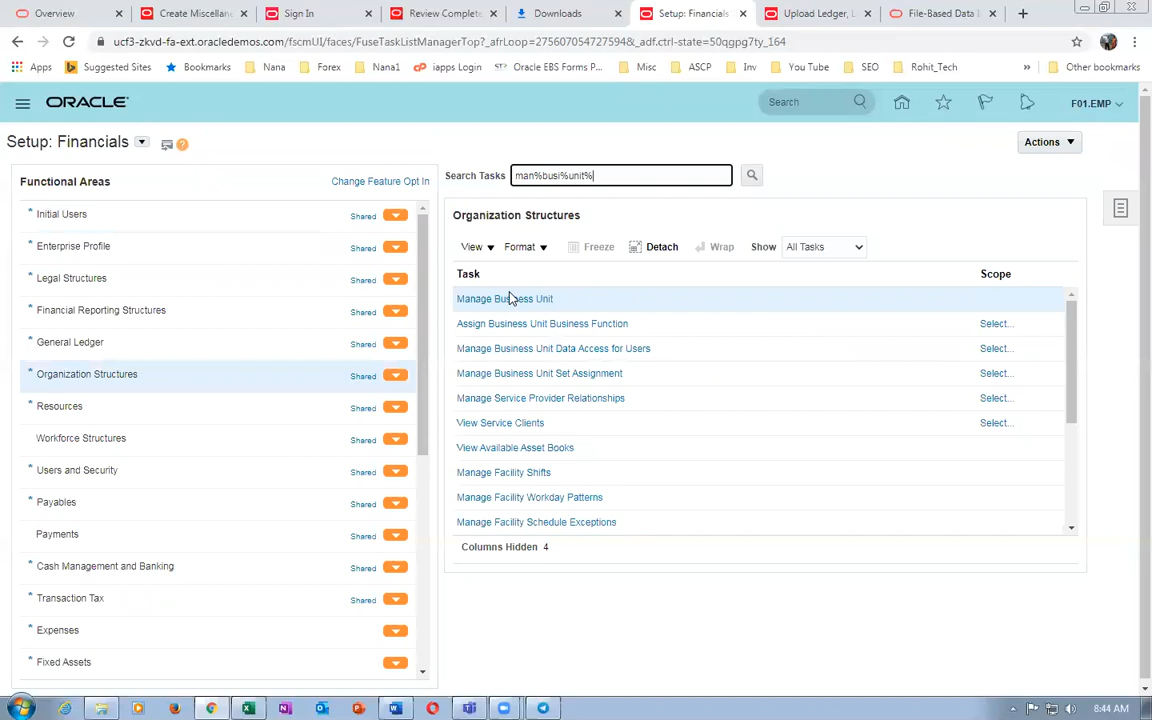 Overview
Create Miscellane
Sign In
Review Complete
Downloads
Setup: Financials
Upload Ledger, L
File-Based Data I
ucf3-zkvd-fa-ext.oracledemos.com/fscmUI/faces/FuseTaskListManagerTop?_afrLoop=2756070547275948&_adf.ctrl-state=50qgpg7ty_164
Apps
Suggested Sites
Bookmarks
Nana
Forex
Nana1
iapps Login
Oracle EBS Forms P...
Misc
ASCP
Inv
You Tube
SEO
Rohit_Tech
Other bookmarks
ORACLE
Search
F01.EMP
Setup: Financials
Actions
Functional Areas
Change Feature Opt In
Search Tasks man%busi%unit%
* Initial Users Shared
* Enterprise Profile Shared
* Legal Structures Shared
* Financial Reporting Structures Shared
* General Ledger Shared
* Organization Structures Shared
* Resources Shared
Workforce Structures Shared
* Users and Security Shared
* Payables Shared
Payments Shared
* Cash Management and Banking Shared
* Transaction Tax Shared
* Expenses
* Fixed Assets
Organization Structures
View Format Freeze Detach Wrap Show All Tasks
Task Scope
Manage Business Unit
Assign Business Unit Business Function Select...
Manage Business Unit Data Access for Users Select...
Manage Business Unit Set Assignment Select...
Manage Service Provider Relationships Select...
View Service Clients Select...
View Available Asset Books
Manage Facility Shifts
Manage Facility Workday Patterns
Manage Facility Schedule Exceptions
Columns Hidden 4
8:44 AM